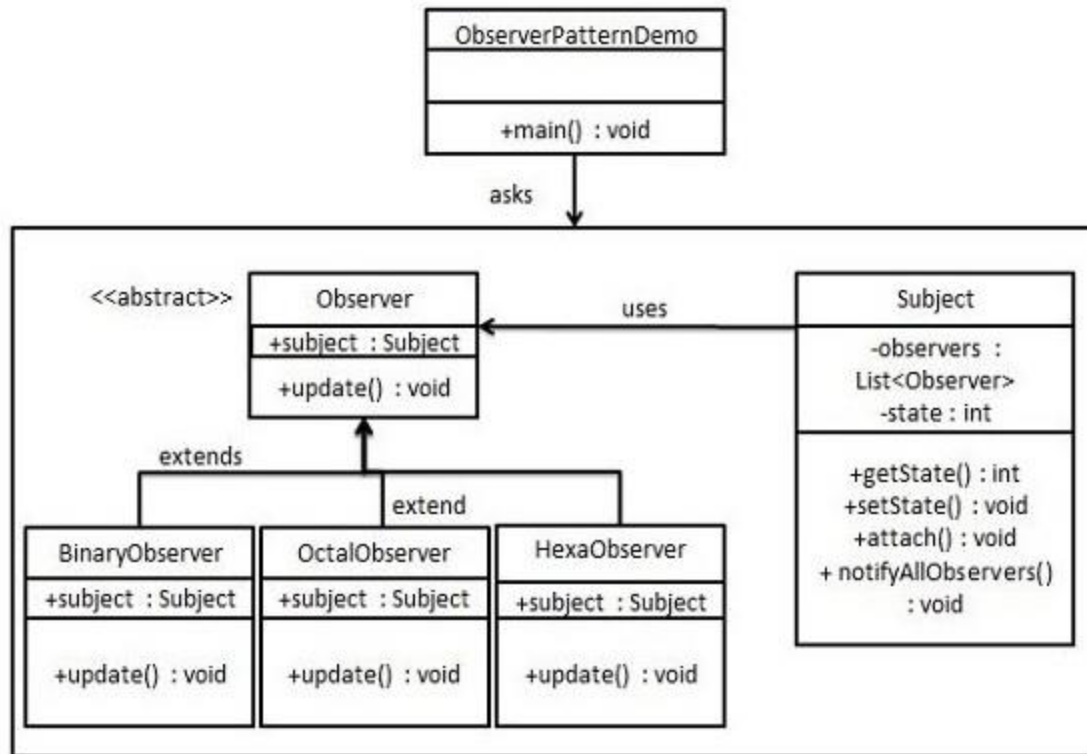 ObserverPatternDemo
+main() : void
asks
<<abstract>>
Observer
+subject : Subject
+update() : void
uses
Subject
-observers :
List<Observer>
-state : int
+getState() : int
+setState() : void
+attach() : void
+ notifyAllObservers()
: void
extends
extend
BinaryObserver
+subject : Subject
+update() : void
OctalObserver
+subject : Subject
+update() : void
HexaObserver
+subject : Subject
+update() : void